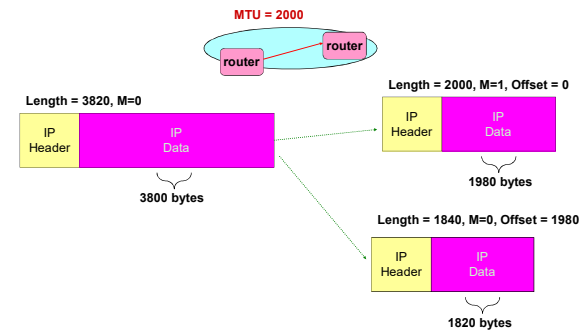 MTU = 2000
router
router
Length = 3820, M=0
IP
Header
IP
Data
3800 bytes
Length = 2000, M=1, Offset = 0
IP
Header
IP
Data
1980 bytes
Length = 1840, M=0, Offset = 1980
IP
Header
IP
Data
1820 bytes